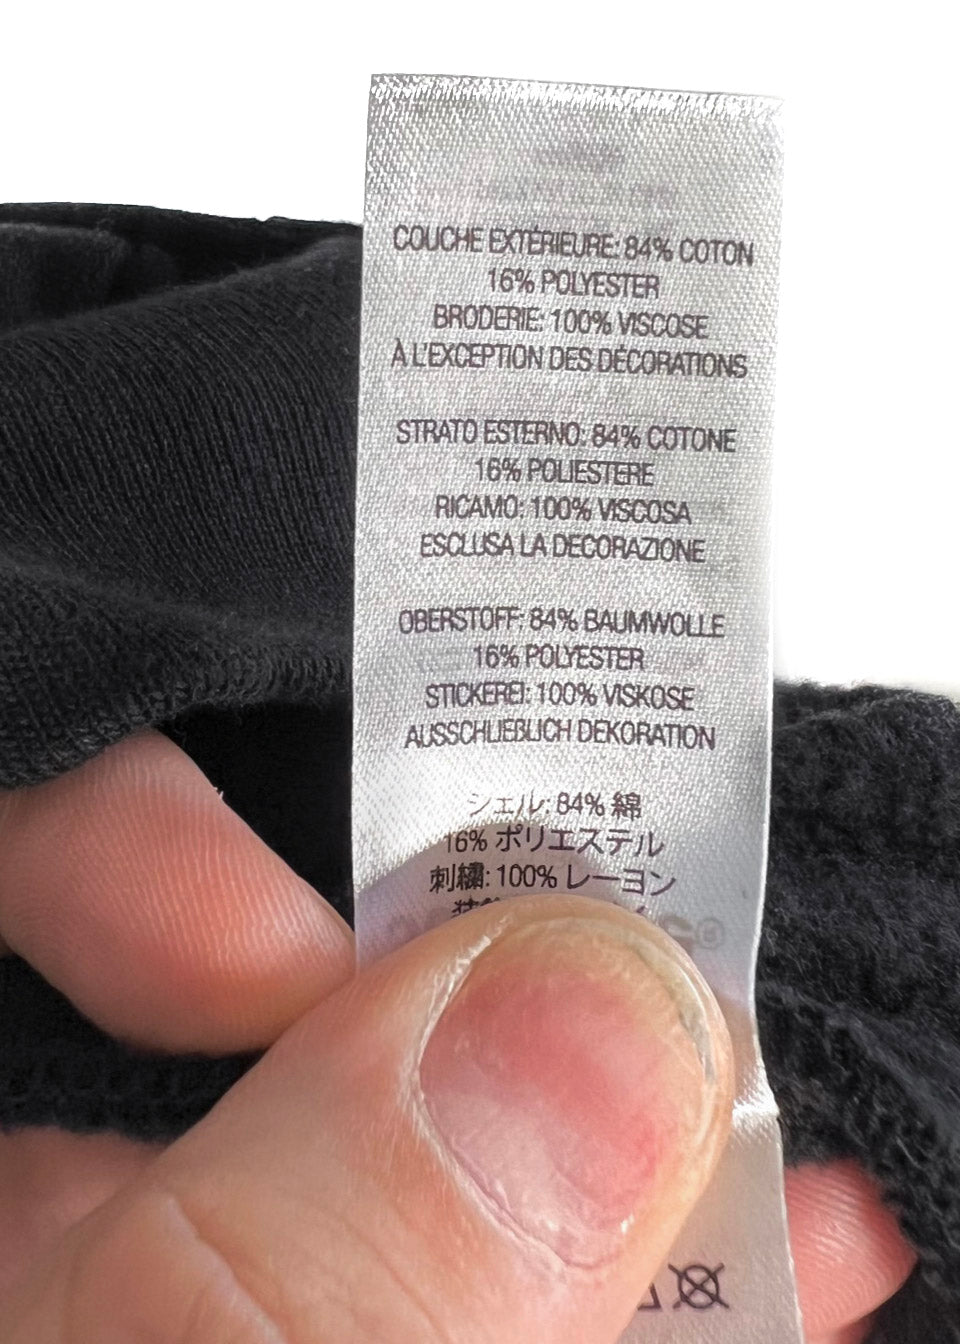 COUCHE EXTÉRIEURE: 84% COTON
16% POLYESTER
BRODERIE: 100% VISCOSE
À L'EXCEPTION DES DÉCORATIONS
STRATO ESTERNO: 84% COTONE
16% POLIESTERE
RICAMO: 100% VISCOSA
ESCLUSA LA DECORAZIONE
OBERSTOFF: 84% BAUMWOLLE
16% POLYESTER
STICKEREI: 100% VISKOSE
AUSSCHLIEBLICH DEKORATION
シェル: 84% 綿
16% ポリエステル
刺繍: 100% レーヨン